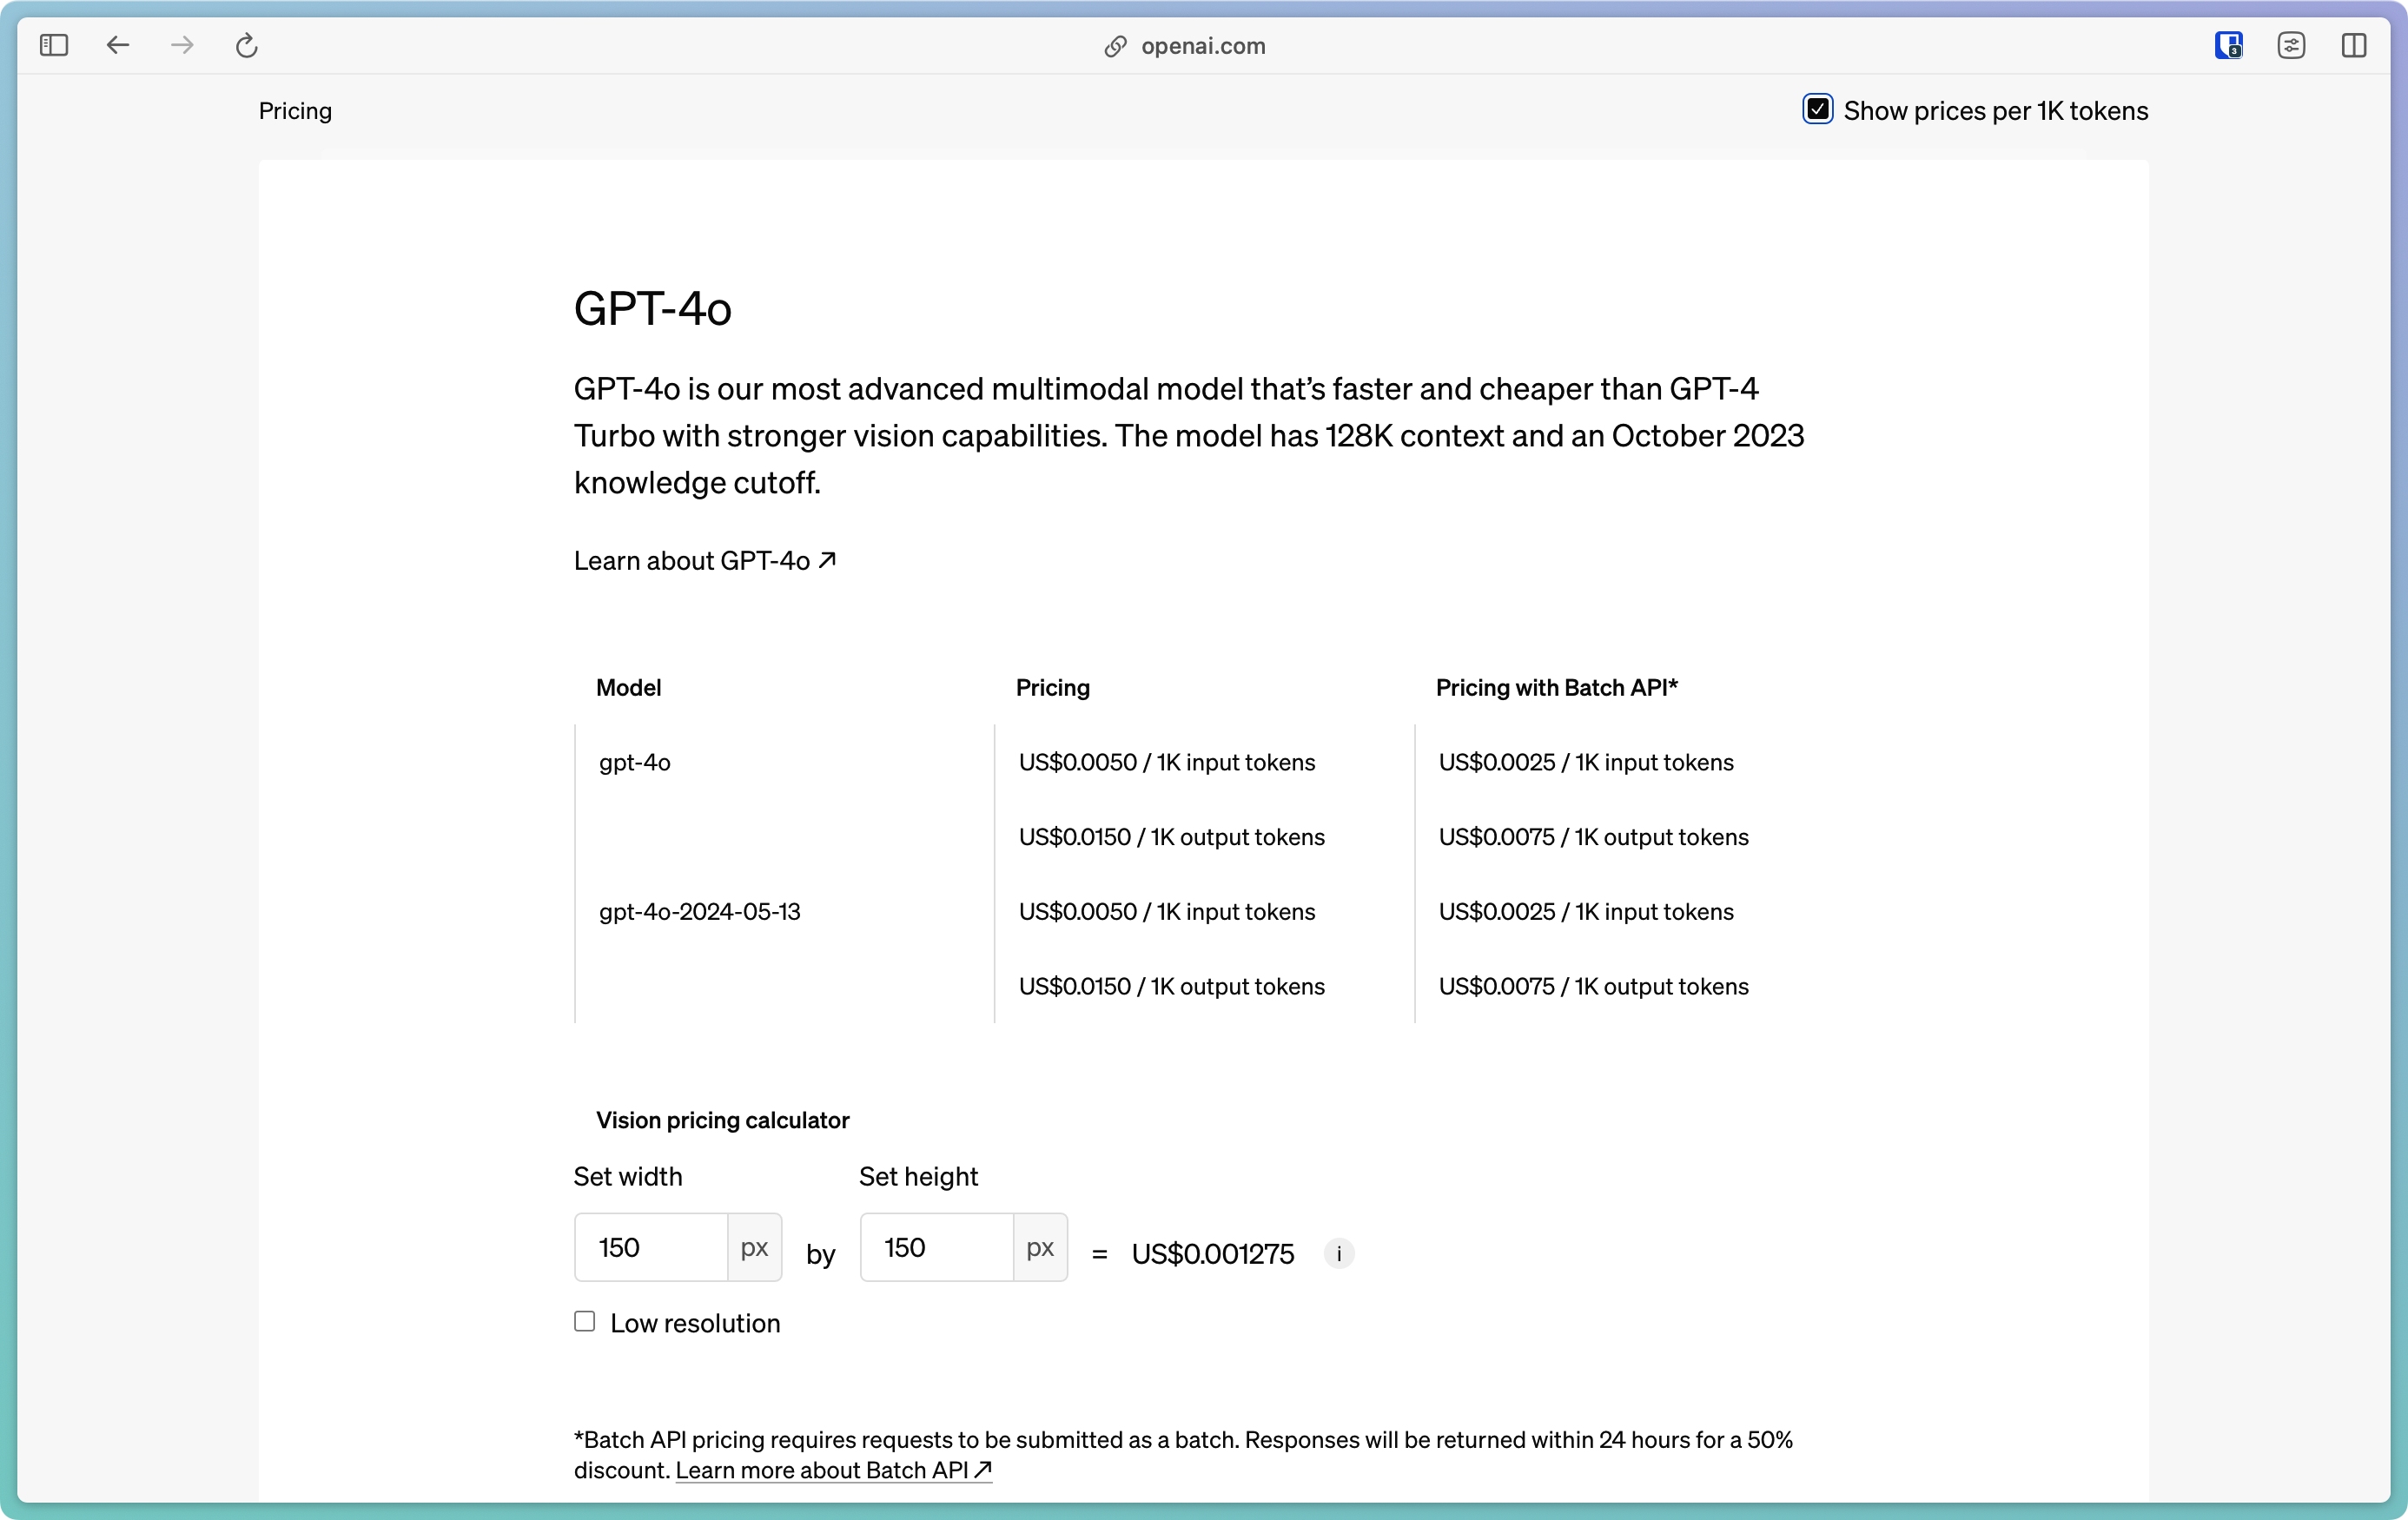 openai.com
3
Pricing
Show prices per 1K tokens
GPT-4o
GPT-4o is our most advanced multimodal model that’s faster and cheaper than GPT-4
Turbo with stronger vision capabilities. The model has 128K context and an October 2023
knowledge cutoff.
Learn about GPT-4o ↗
Model Pricing Pricing with Batch API*
gpt-4o US$0.0050 / 1K input tokens US$0.0025 / 1K input tokens
US$0.0150 / 1K output tokens US$0.0075 / 1K output tokens
gpt-4o-2024-05-13 US$0.0050 / 1K input tokens US$0.0025 / 1K input tokens
US$0.0150 / 1K output tokens US$0.0075 / 1K output tokens
Vision pricing calculator
Set width Set height
150 px by 150 px = US$0.001275 i
Low resolution
*Batch API pricing requires requests to be submitted as a batch. Responses will be returned within 24 hours for a 50%
discount. Learn more about Batch API ↗